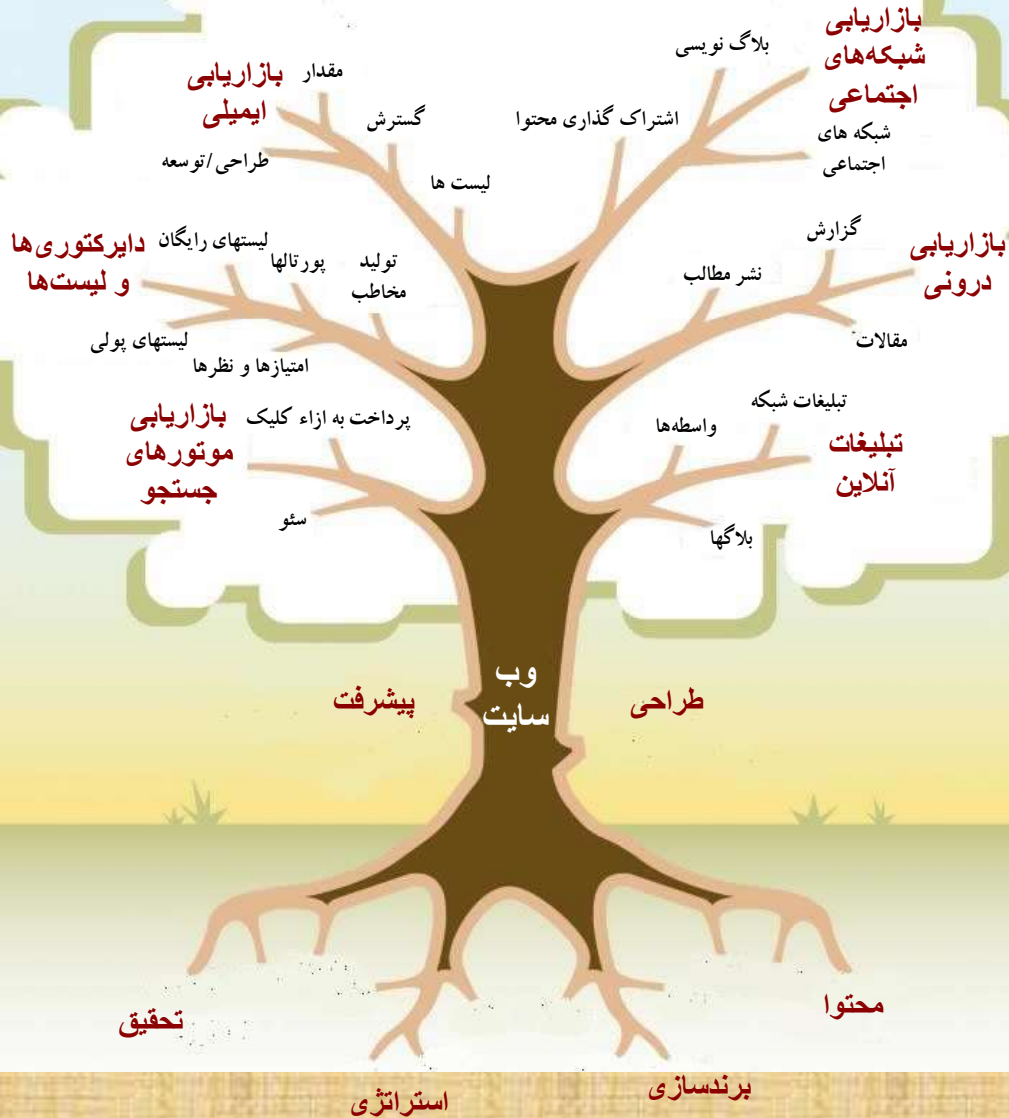 بازاریابی
شبکه‌های
اجتماعی
بلاگ نویسی
اشتراک گذاری محتوا
شبکه های
اجتماعی
بازاریابی
ایمیلی
مقدار
گسترش
طراحی/توسعه
لیست ها
بازاریابی
درونی
گزارش
نشر مطالب
مقالات
دایرکتوری‌ها
و لیست‌ها
لیستهای رایگان
پورتالها
تولید
مخاطب
لیستهای پولی
امتیازها و نظرها
تبلیغات
آنلاین
تبلیغات شبکه
واسطه‌ها
بلاگها
بازاریابی
موتورهای
جستجو
پرداخت به ازاء کلیک
سئو
طراحی
وب
سایت
پیشرفت
محتوا
تحقیق
برندسازی
استراتژی